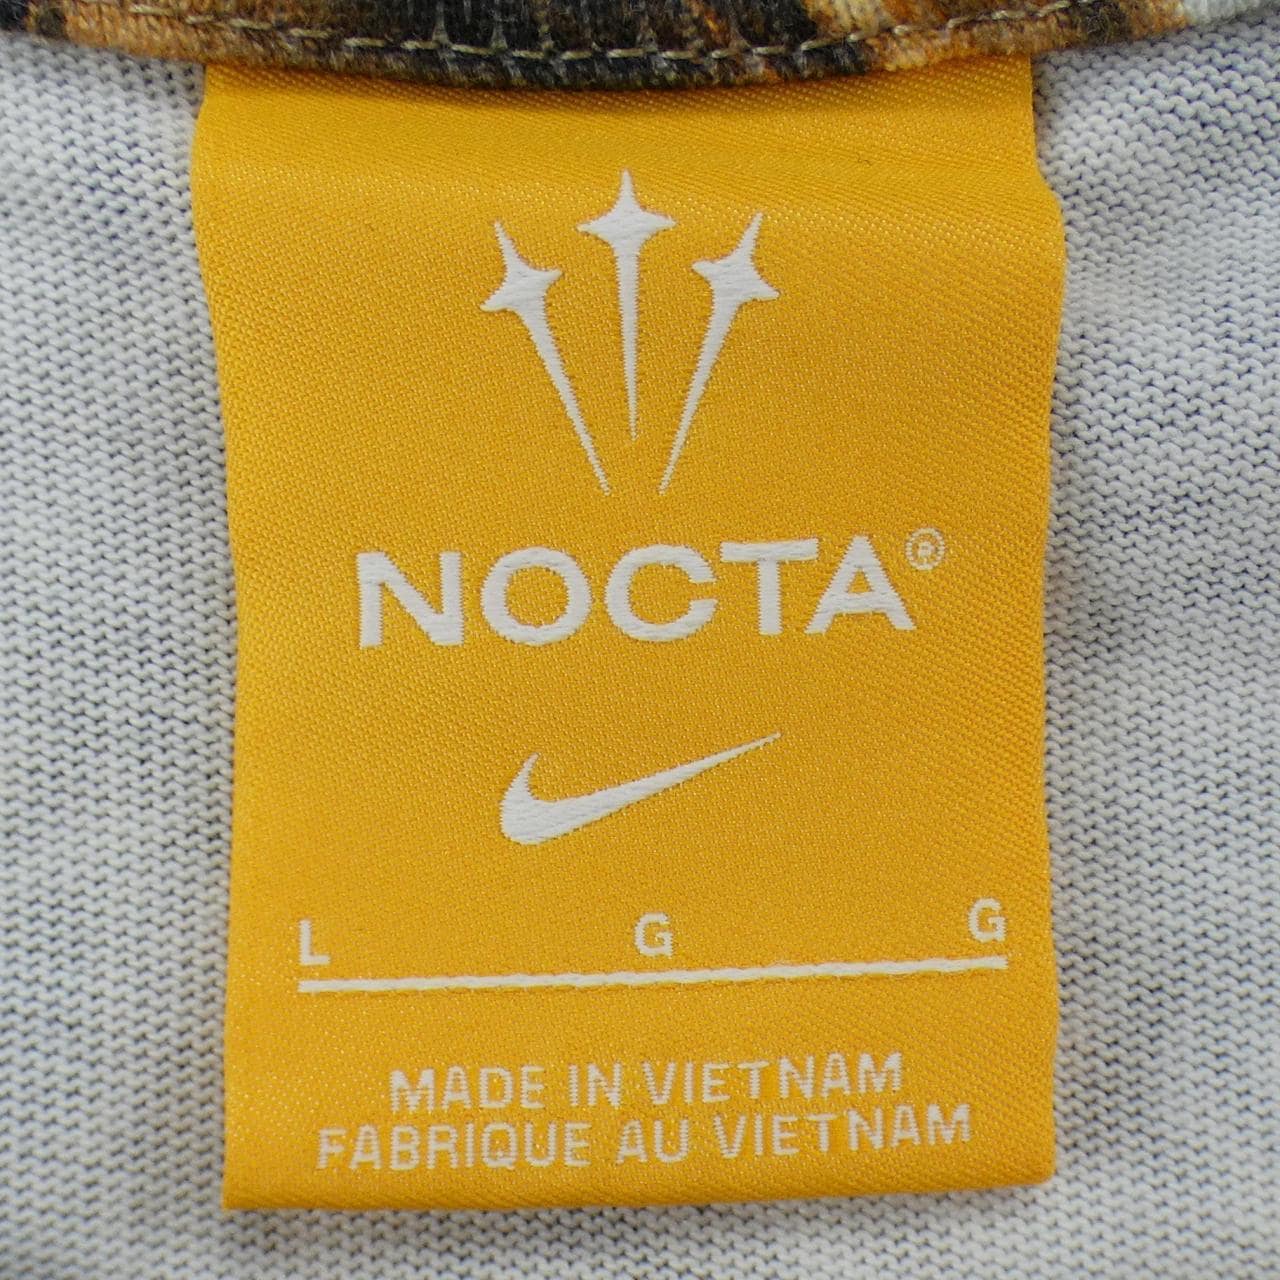 NOCTA®
L G G
MADE IN VIETNAM
FABRIQUE AU VIETNAM